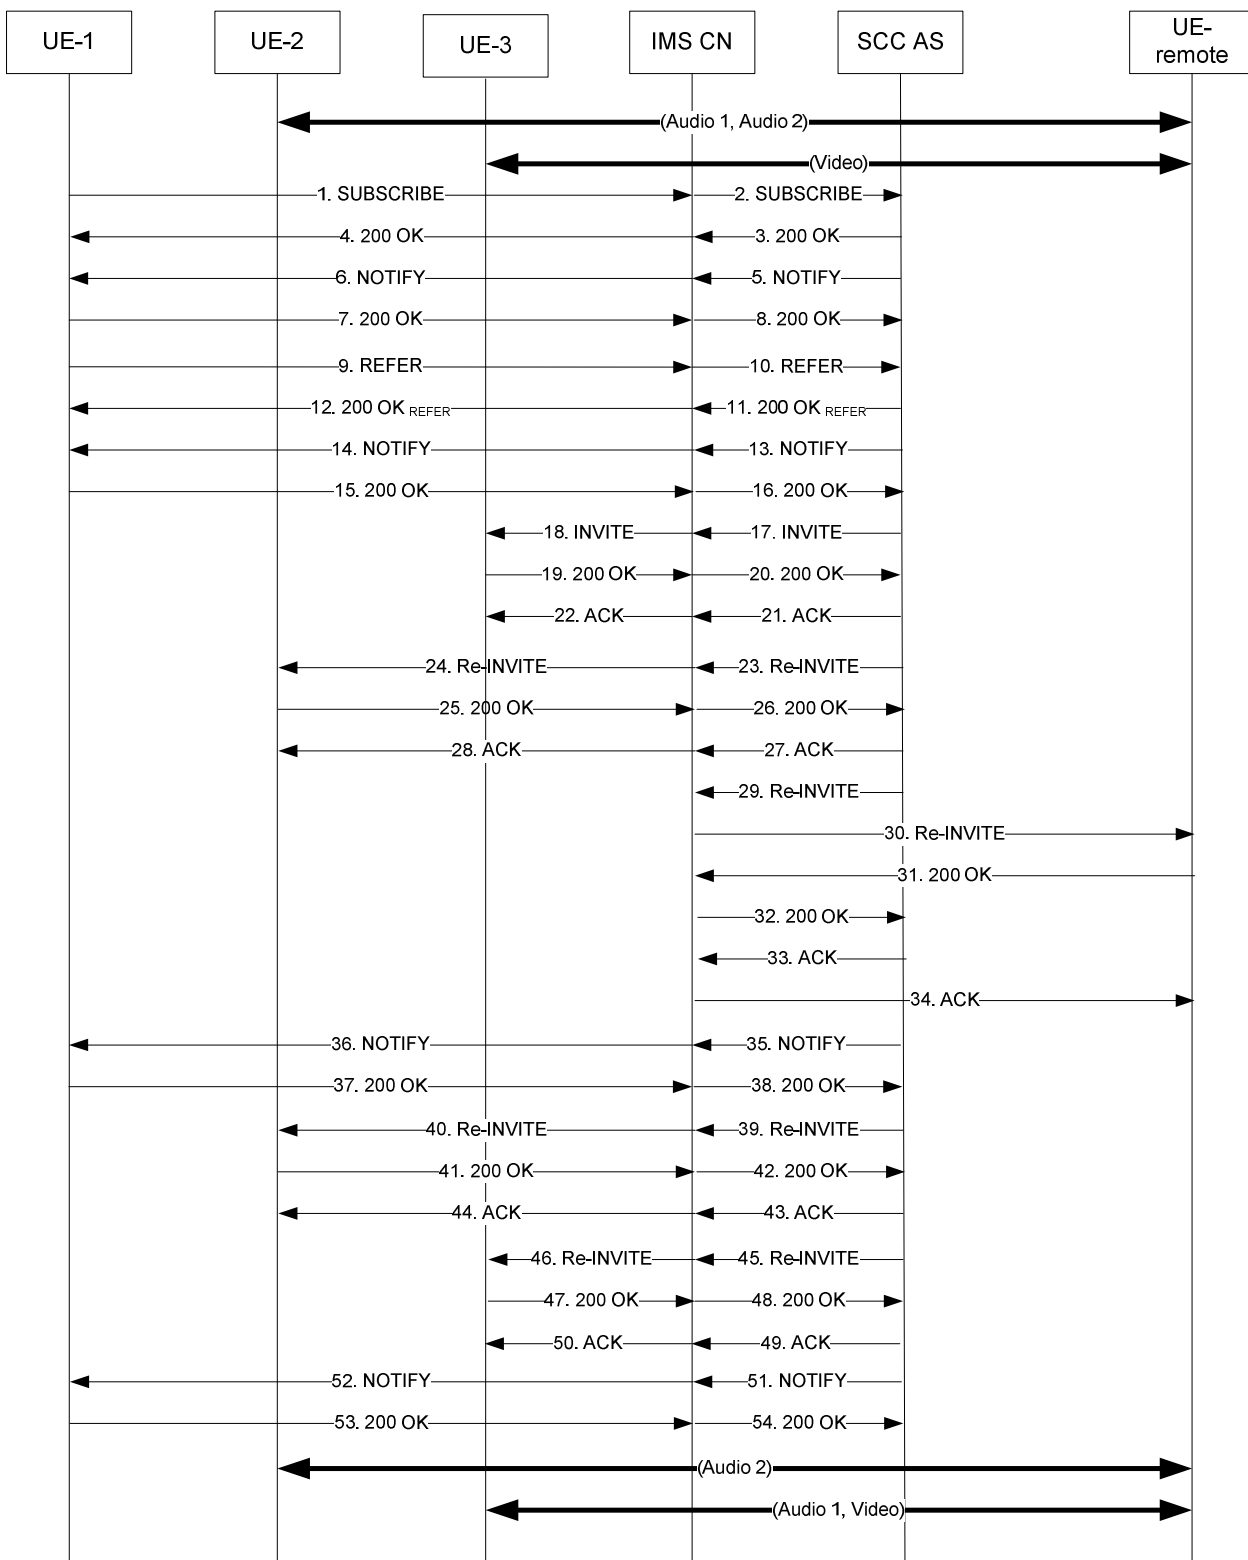 UE-1
UE-2
UE-3
IMS CN
SCC AS
UE-
remote
(Audio 1, Audio 2)
(Video)
1. SUBSCRIBE
2. SUBSCRIBE
4. 200 OK
3. 200 OK
6. NOTIFY
5. NOTIFY
7. 200 OK
8. 200 OK
9. REFER
10. REFER
12. 200 OK REFER
11. 200 OK REFER
14. NOTIFY
13. NOTIFY
15. 200 OK
16. 200 OK
18. INVITE
17. INVITE
19. 200 OK
20. 200 OK
22. ACK
21. ACK
24. Re-INVITE
23. Re-INVITE
25. 200 OK
26. 200 OK
28. ACK
27. ACK
29. Re-INVITE
30. Re-INVITE
31. 200 OK
32. 200 OK
33. ACK
34. ACK
36. NOTIFY
35. NOTIFY
37. 200 OK
38. 200 OK
40. Re-INVITE
39. Re-INVITE
41. 200 OK
42. 200 OK
44. ACK
43. ACK
46. Re-INVITE
45. Re-INVITE
47. 200 OK
48. 200 OK
50. ACK
49. ACK
52. NOTIFY
51. NOTIFY
53. 200 OK
54. 200 OK
(Audio 2)
(Audio 1, Video)